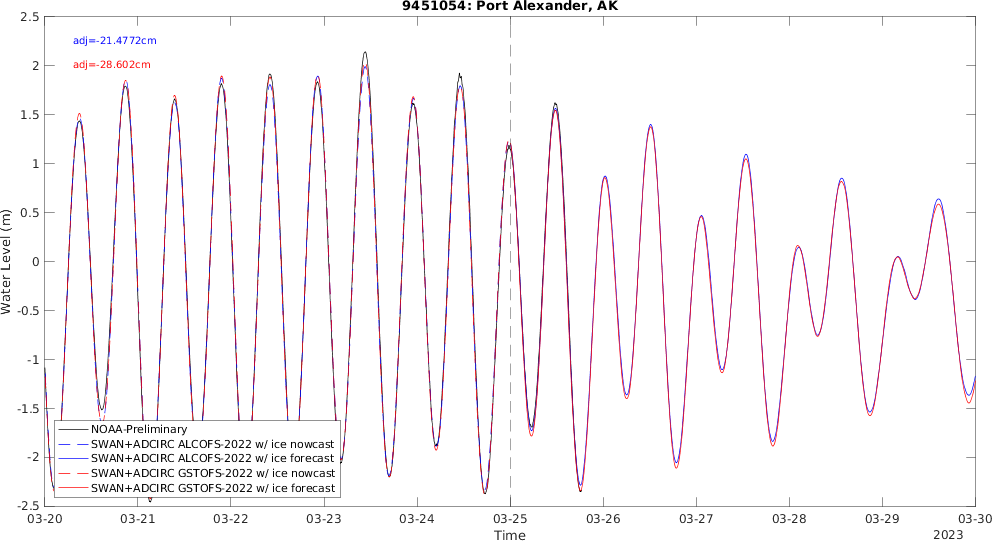 9451054: Port Alexander, AK
adj=-21.4772cm
adj=-28.602cm
Water Level (m)
2.5
2
1.5
1
0.5
0
-0.5
-1
-1.5
-2
-2.5
NOAA-Preliminary
SWAN+ADCIRC ALCOFS-2022 w/ ice nowcast
SWAN+ADCIRC ALCOFS-2022 w/ ice forecast
SWAN+ADCIRC GSTOFS-2022 w/ ice nowcast
SWAN+ADCIRC GSTOFS-2022 w/ ice forecast
03-20 03-21 03-22 03-23 03-24 03-25 03-26 03-27 03-28 03-29 03-30
Time
2023